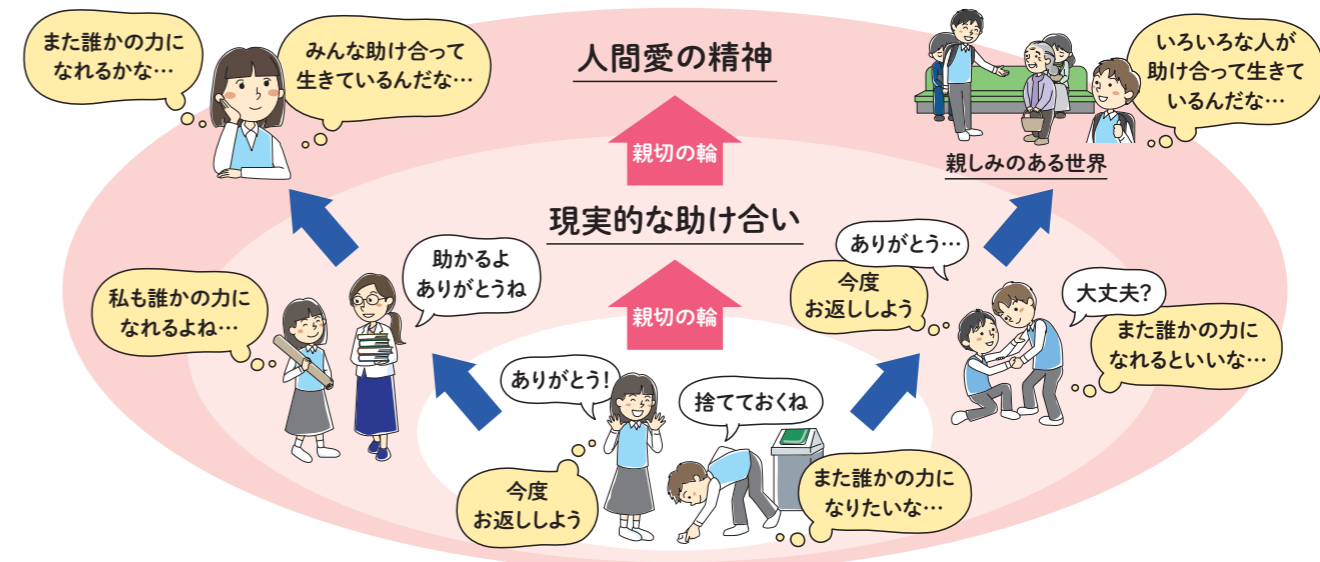 また誰かの力に
なれるかな…
みんな助け合って
生きているんだな…
人間愛の精神
いろいろな人が
助け合って生きて
いるんだな…
親切の輪
親しみのある世界
現実的な助け合い
助かるよ
ありがとうね
私も誰かの力に
なれるよね…
ありがとう…
今度
お返ししよう
大丈夫?
また誰かの力に
なれるといいな…
親切の輪
ありがとう!
捨てておくね
今度
お返ししよう
また誰かの力に
なりたいな…